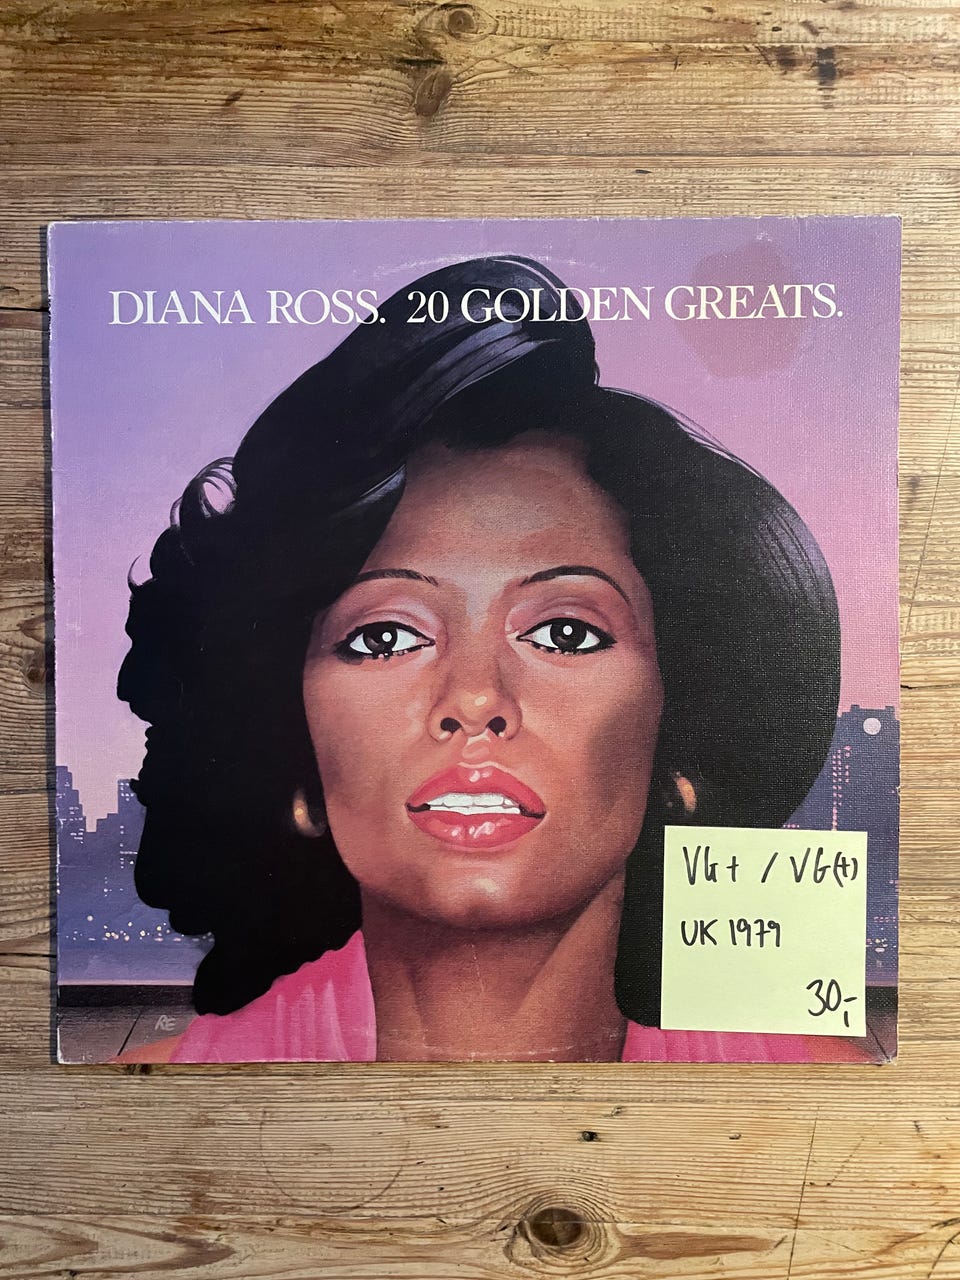 DIANA ROSS. 20 GOLDEN GREATS.
VG+ / VG(+)
UK 1979
30,-
RE